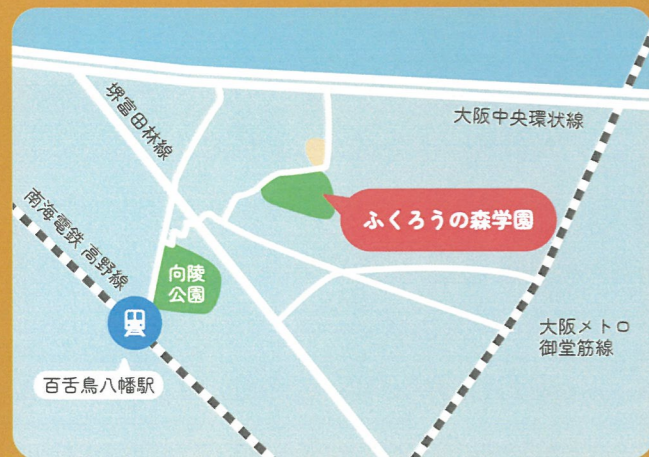 堺富田林線
大阪中央環状線
南海電鉄 高野線
ふくろうの森学園
向陵
公園
大阪メトロ
御堂筋線
百舌鳥八幡駅